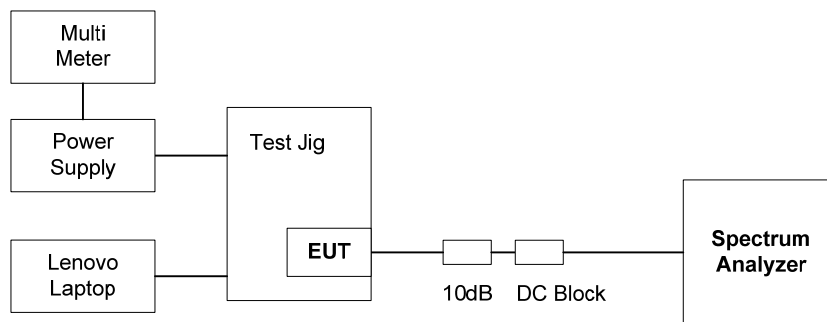 Multi
Meter
Power
Supply
Test Jig
EUT
Lenovo
Laptop
10dB
DC Block
Spectrum
Analyzer